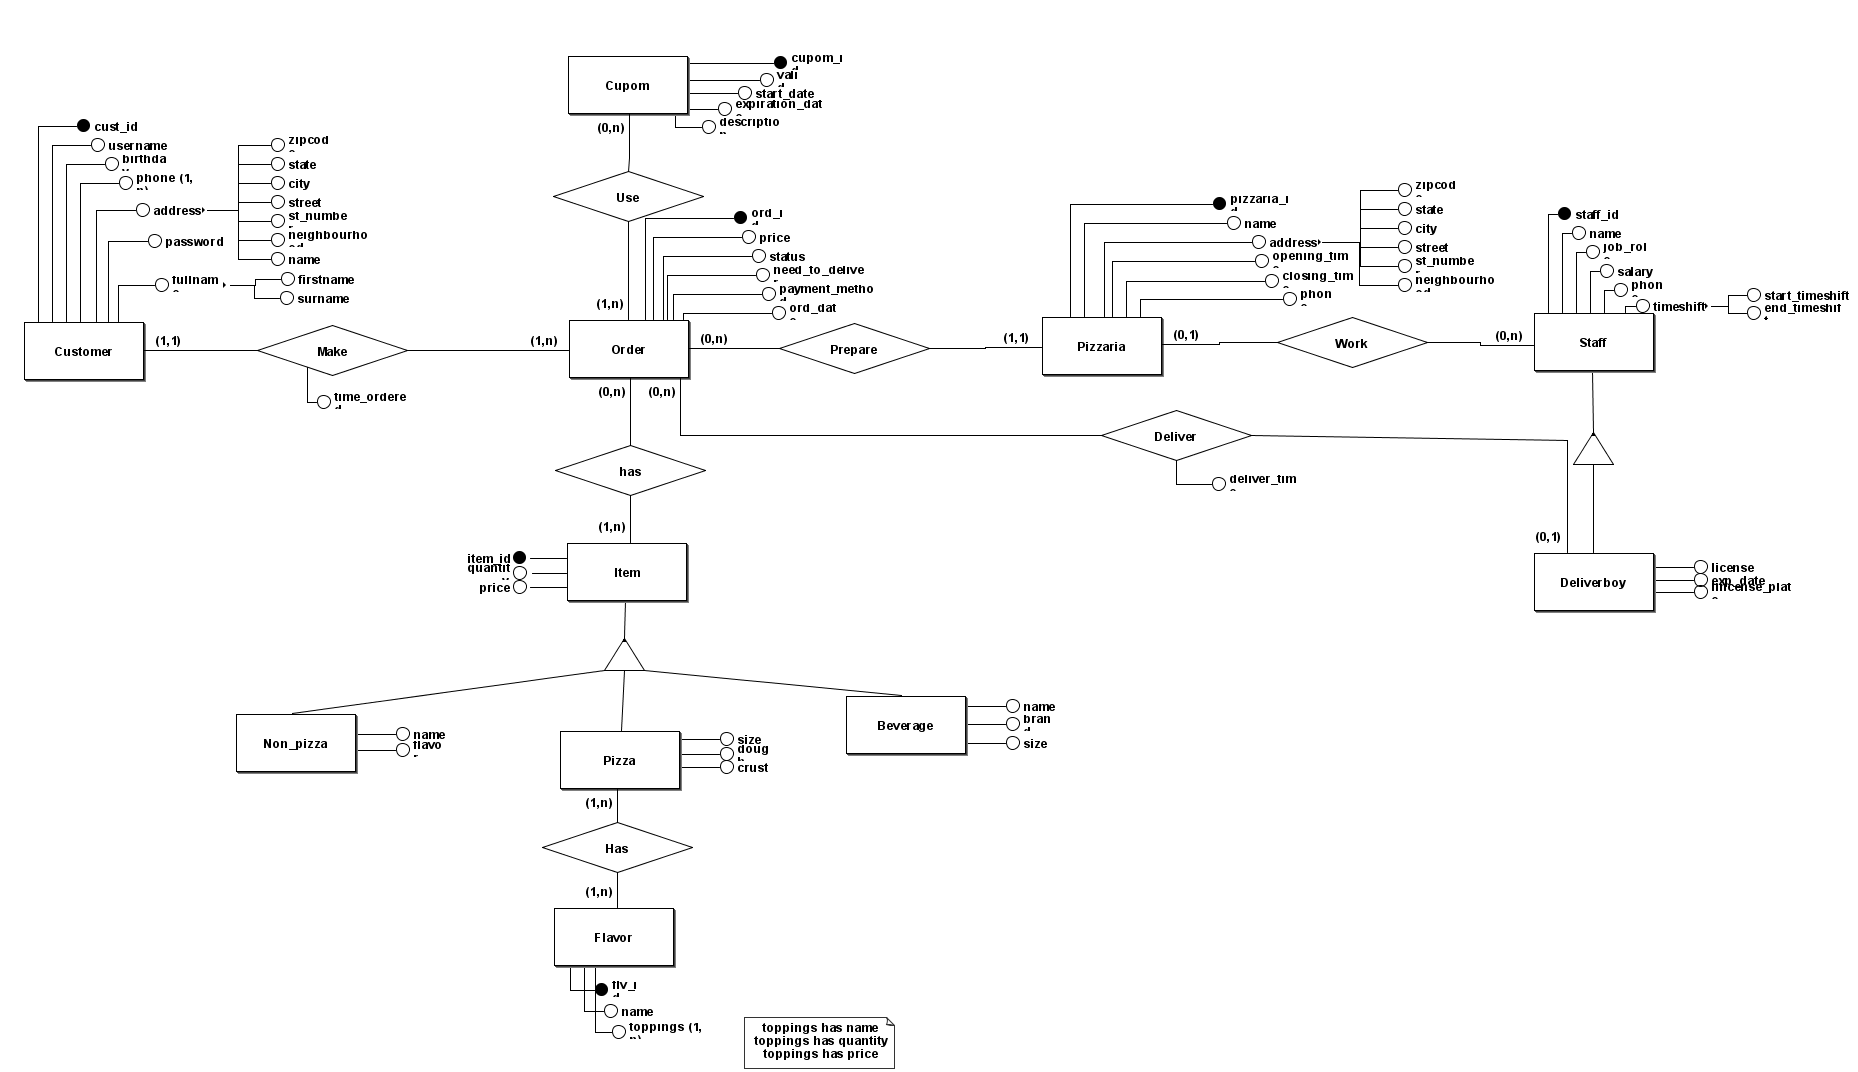 Cupom
cupom_i
d
vali
d
start_date
expiration_dat
e
descriptio
n
(0,n)
Use
(1,n)
cust_id
username
birthda
y
phone (1,
n)
address
password
fullnam
e
zipcod
e
state
city
street
st_numbe
r
neighbourho
od
name
firstname
surname
Customer
(1,1)
Make
(1,n)
time_ordere
d
ord_i
d
price
status
need_to_delive
r
payment_metho
d
ord_dat
e
Order
(0,n)
Prepare
(1,1)
pizzaria_i
d
name
address
opening_tim
e
closing_tim
e
phon
e
zipcod
e
state
city
street
st_numbe
r
neighbourho
od
Pizzaria
(0,1)
Work
(0,n)
staff_id
name
job_rol
e
salary
phon
e
timeshift
start_timeshift
end_timeshif
t
Staff
(0,n)
(0,n)
Deliver
deliver_tim
e
(0,1)
Deliverboy
license
exp_date
has
(1,n)
item_id
quantit
y
price
Item
Non_pizza
name
flavo
r
Pizza
size
doug
h
crust
Beverage
name
bran
d
size
(1,n)
Has
(1,n)
Flavor
flv_i
d
name
toppings (1,
n)
toppings has name
toppings has quantity
toppings has price